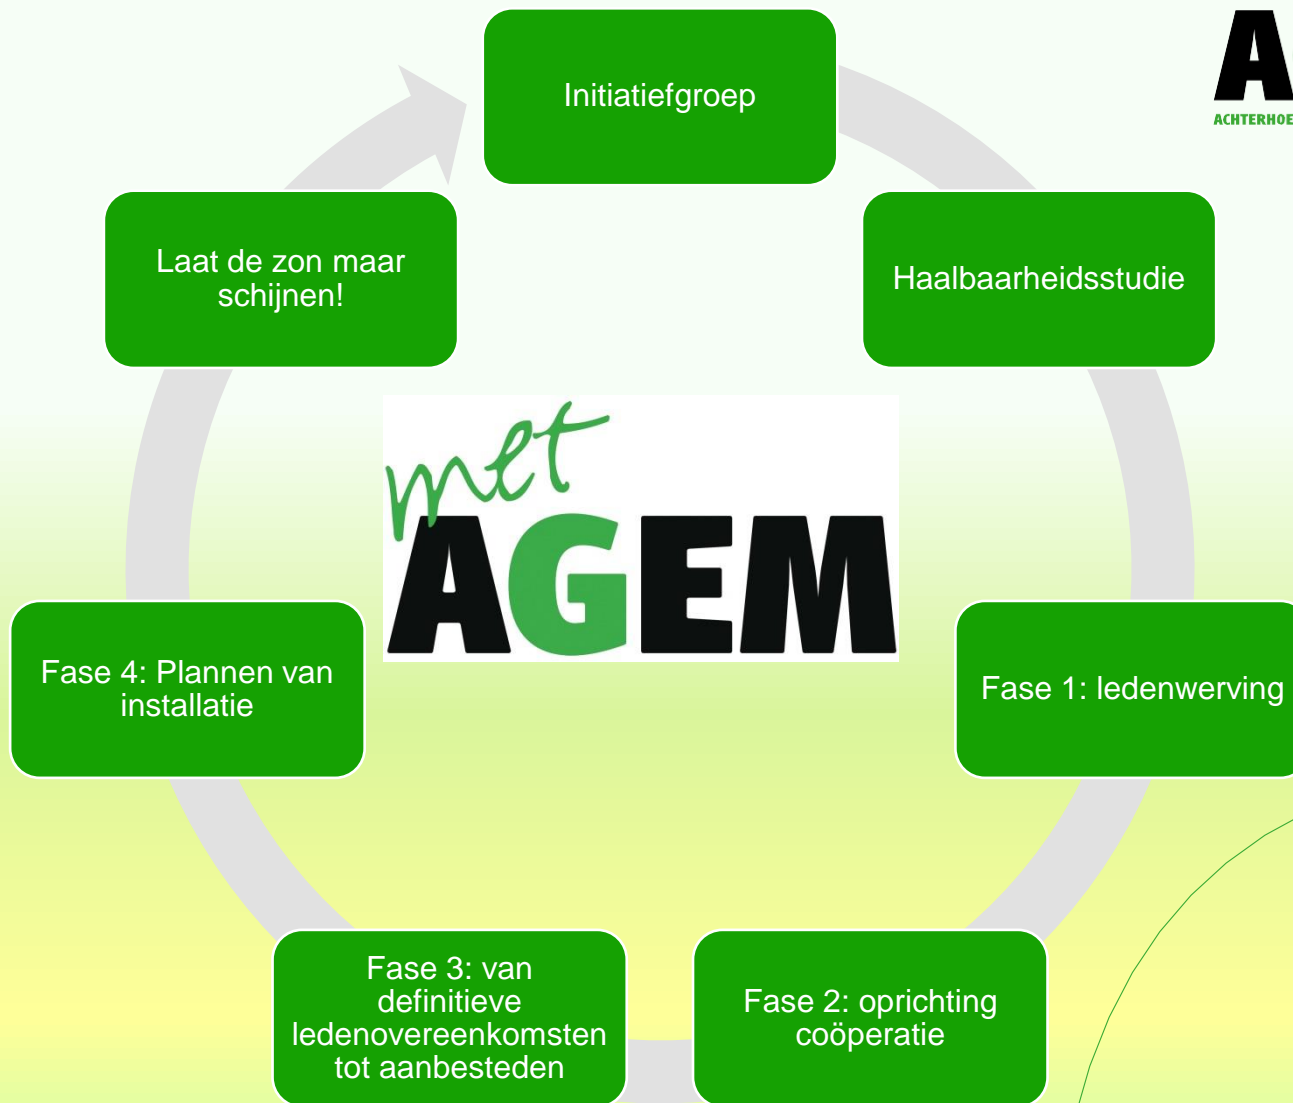 Initiatiefgroep
Haalbaarheidsstudie
Fase 1: ledenwerving
Fase 2: oprichting
coöperatie
Fase 3: van
definitieve
ledenovereenkomsten
tot aanbesteden
Fase 4: Plannen van
installatie
Laat de zon maar
schijnen!
met
AGEM
A
ACHTERHOE